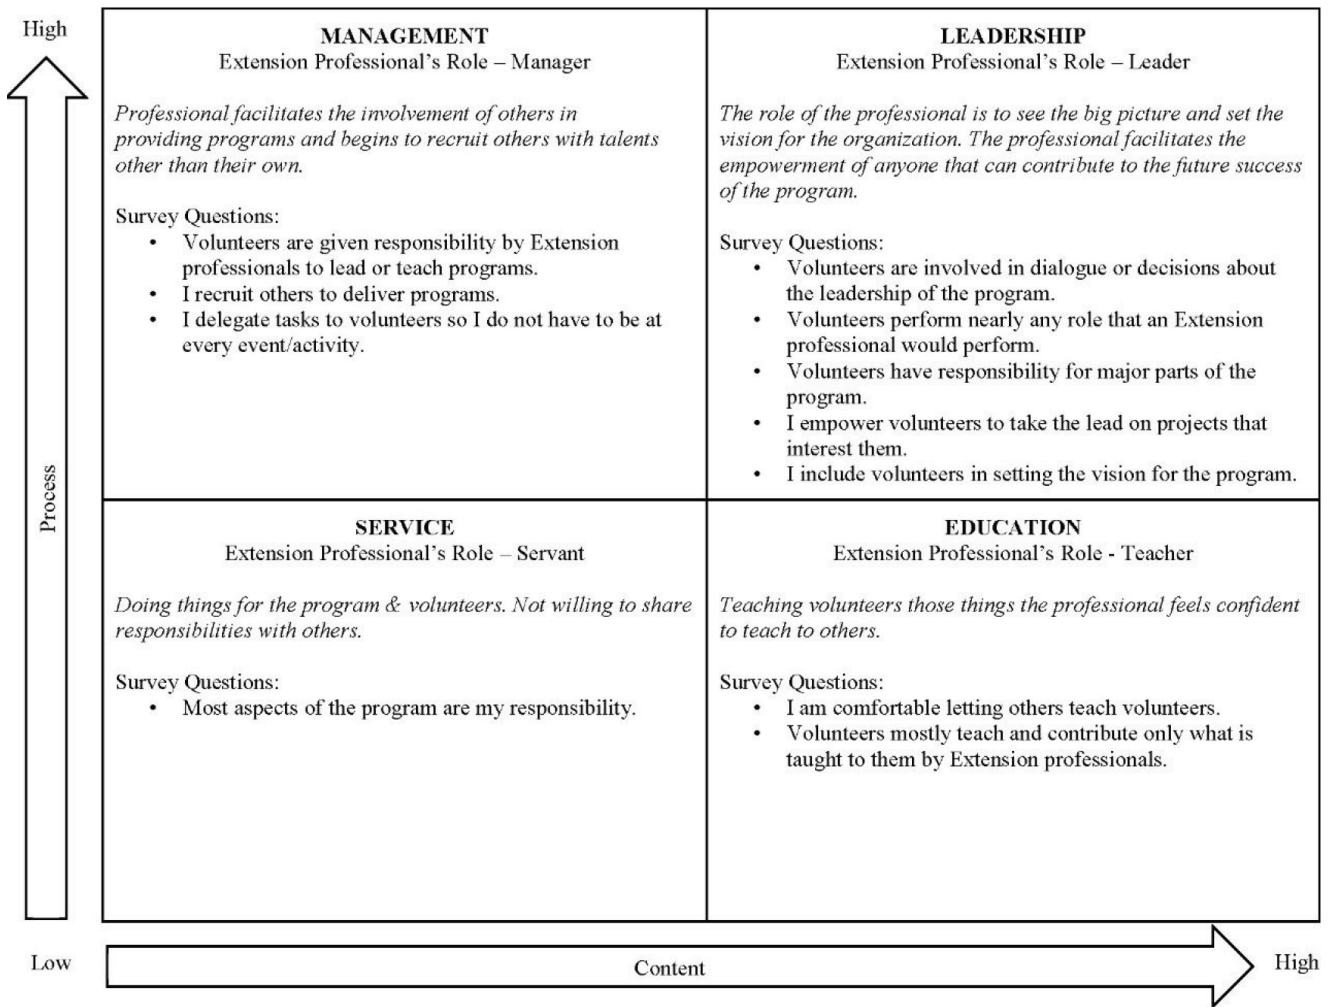 High
MANAGEMENT
Extension Professional's Role – Manager
Professional facilitates the involvement of others in
providing programs and begins to recruit others with talents
other than their own.
Survey Questions:
• Volunteers are given responsibility by Extension
professionals to lead or teach programs.
• I recruit others to deliver programs.
• I delegate tasks to volunteers so I do not have to be at
every event/activity.
LEADERSHIP
Extension Professional's Role – Leader
The role of the professional is to see the big picture and set the
vision for the organization. The professional facilitates the
empowerment of anyone that can contribute to the future success
of the program.
Survey Questions:
• Volunteers are involved in dialogue or decisions about
the leadership of the program.
• Volunteers perform nearly any role that an Extension
professional would perform.
• Volunteers have responsibility for major parts of the
program.
• I empower volunteers to take the lead on projects that
interest them.
• I include volunteers in setting the vision for the program.
Process
SERVICE
Extension Professional's Role – Servant
Doing things for the program & volunteers. Not willing to share
responsibilities with others.
Survey Questions:
• Most aspects of the program are my responsibility.
EDUCATION
Extension Professional's Role - Teacher
Teaching volunteers those things the professional feels confident
to teach to others.
Survey Questions:
• I am comfortable letting others teach volunteers.
• Volunteers mostly teach and contribute only what is
taught to them by Extension professionals.
Low
Content
High